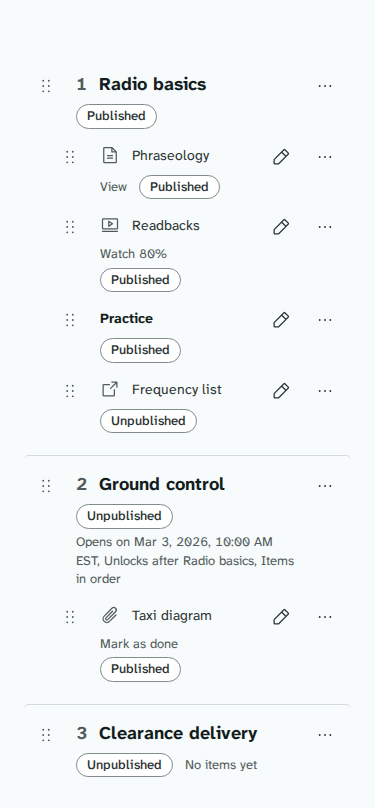 1 Radio basics
Published
Phraseology
View Published
Readbacks
Watch 80%
Published
Practice
Published
Frequency list
Unpublished
2 Ground control
Unpublished
Opens on Mar 3, 2026, 10:00 AM
EST, Unlocks after Radio basics, Items
in order
Taxi diagram
Mark as done
Published
3 Clearance delivery
Unpublished No items yet